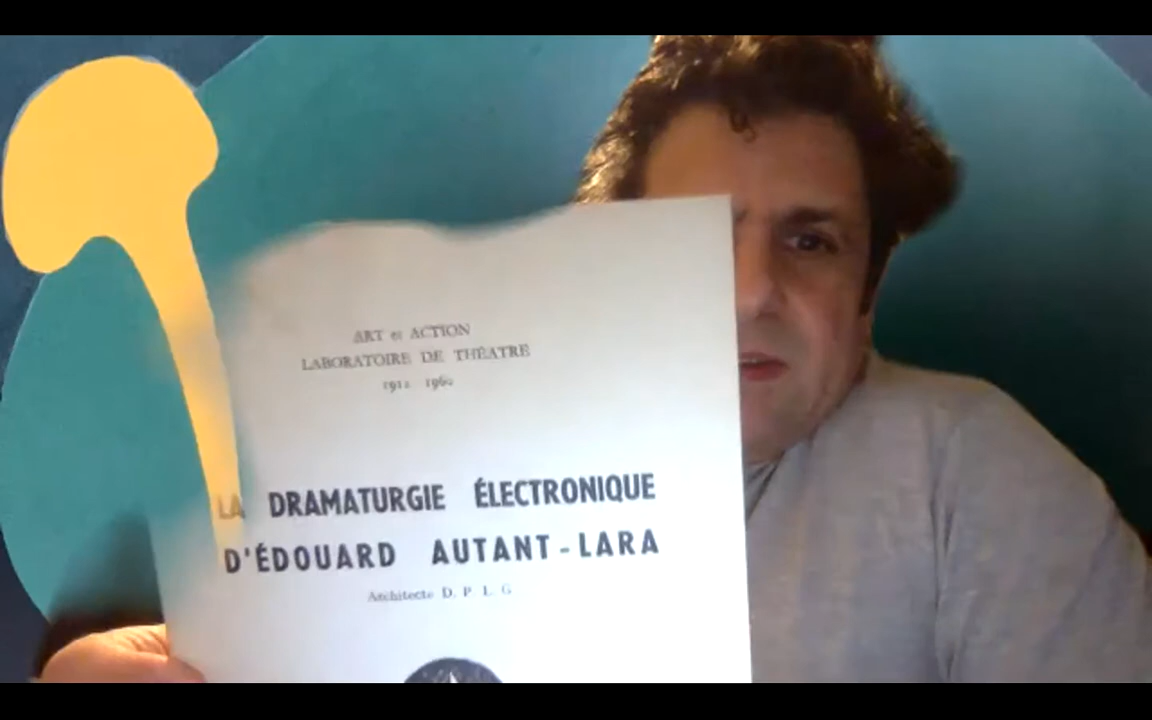 ART et ACTION
LABORATOIRE DE THÉATRE
1912 1960
LA DRAMATURGIE ÉLECTRONIQUE
D'ÉDOUARD AUTANT-LARA
Architecte D. P. L. G.